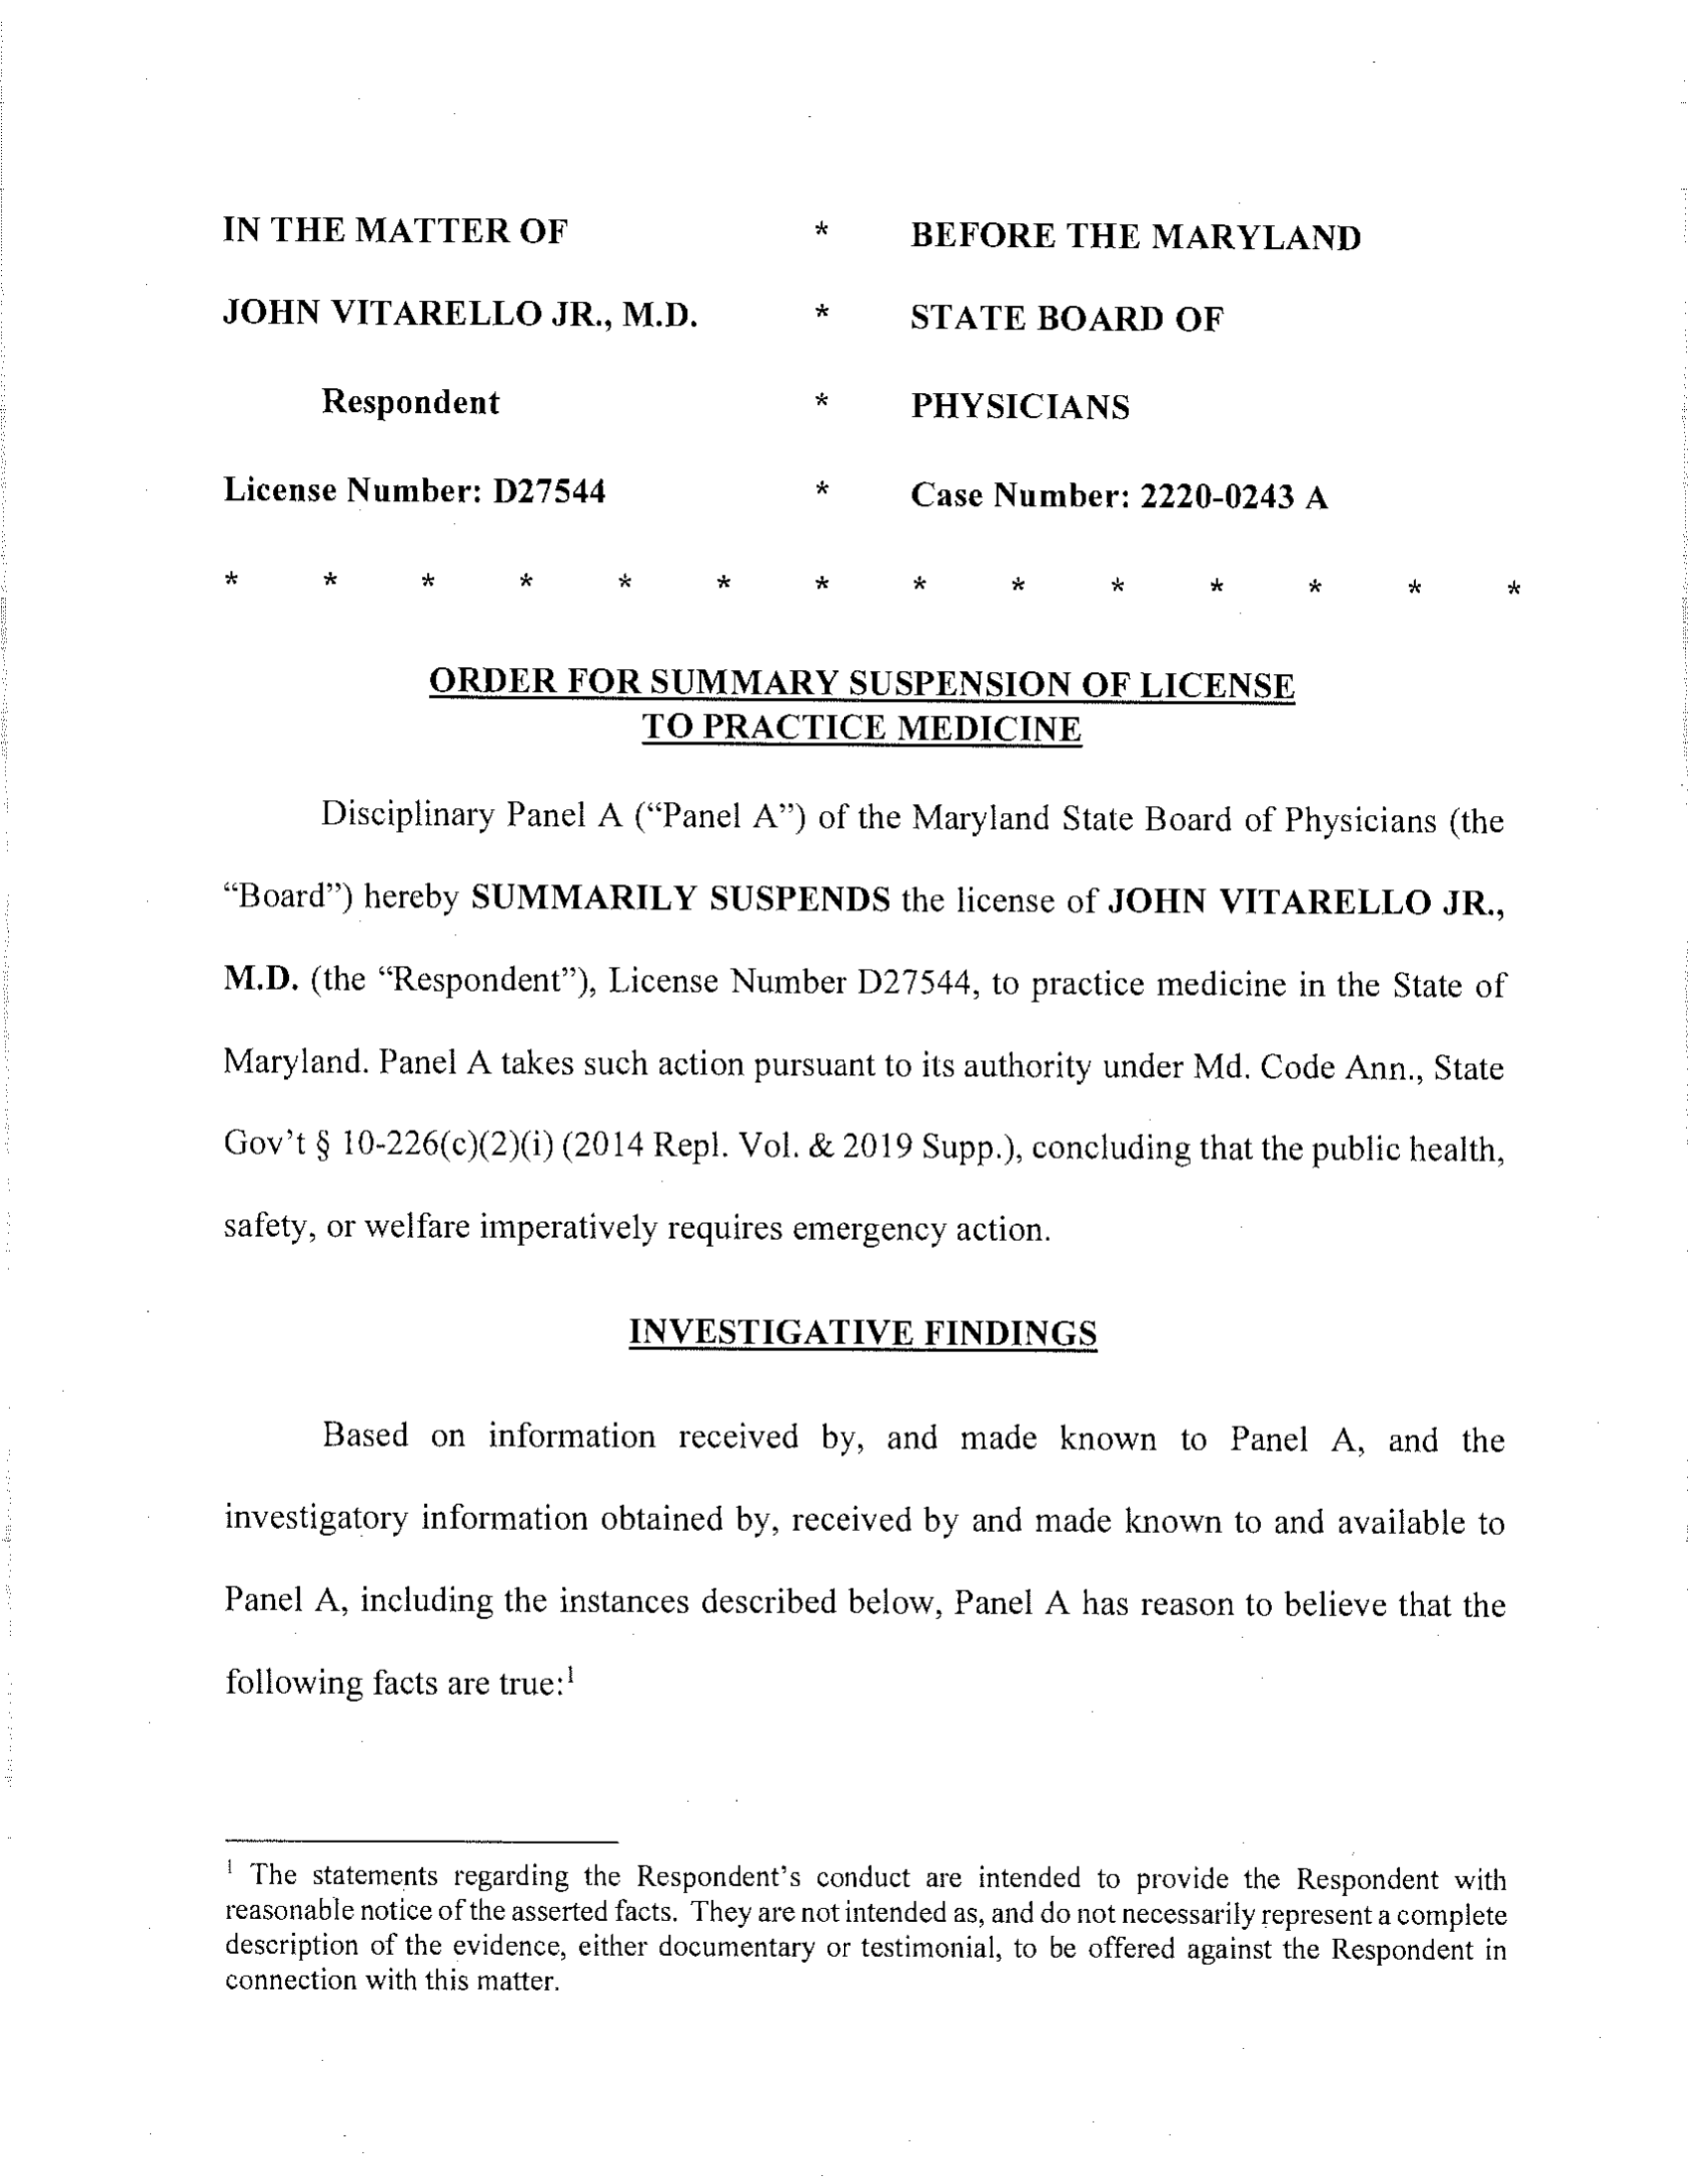 IN THE MATTER OF * BEFORE THE MARYLAND
JOHN VITARELLO JR., M.D. * STATE BOARD OF
Respondent * PHYSICIANS
License Number: D27544 * Case Number: 2220-0243 A
* * * * * * * * * * * * * *
ORDER FOR SUMMARY SUSPENSION OF LICENSE
TO PRACTICE MEDICINE
Disciplinary Panel A (“Panel A”) of the Maryland State Board of Physicians (the
“Board”) hereby SUMMARILY SUSPENDS the license of JOHN VITARELLO JR.,
M.D. (the “Respondent”), License Number D27544, to practice medicine in the State of
Maryland. Panel A takes such action pursuant to its authority under Md. Code Ann., State
Gov’t § 10-226(c)(2)(i) (2014 Repl. Vol. & 2019 Supp.), concluding that the public health,
safety, or welfare imperatively requires emergency action.
INVESTIGATIVE FINDINGS
Based on information received by, and made known to Panel A, and the
investigatory information obtained by, received by and made known to and available to
Panel A, including the instances described below, Panel A has reason to believe that the
following facts are true:¹
¹ The statements regarding the Respondent’s conduct are intended to provide the Respondent with
reasonable notice of the asserted facts. They are not intended as, and do not necessarily represent a complete
description of the evidence, either documentary or testimonial, to be offered against the Respondent in
connection with this matter.